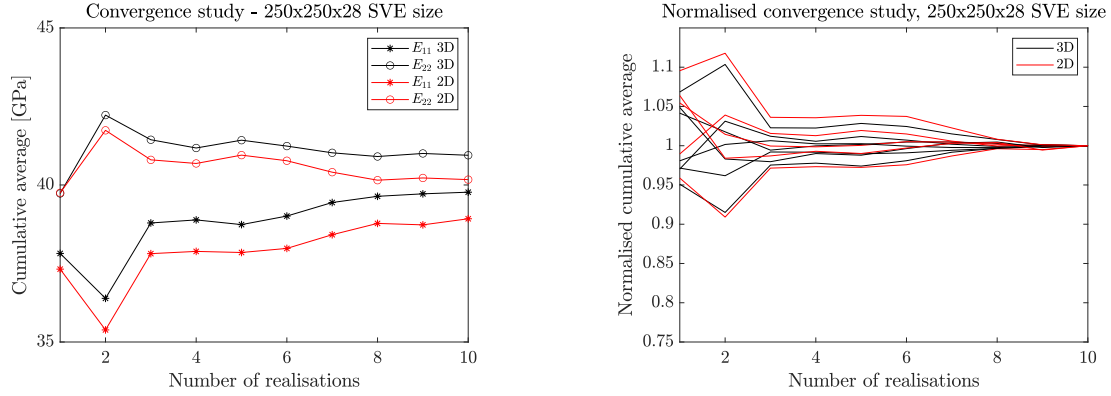 Convergence study - 250x250x28 SVE size
45
40
35
Cumulative average [GPa]
E11 3D
E22 3D
E11 2D
E22 2D
2 4 6 8 10
Number of realisations
Normalised convergence study, 250x250x28 SVE size
1.1
1.05
1
0.95
0.9
0.85
0.8
0.75
Normalised cumulative average
3D
2D
2 4 6 8 10
Number of realisations